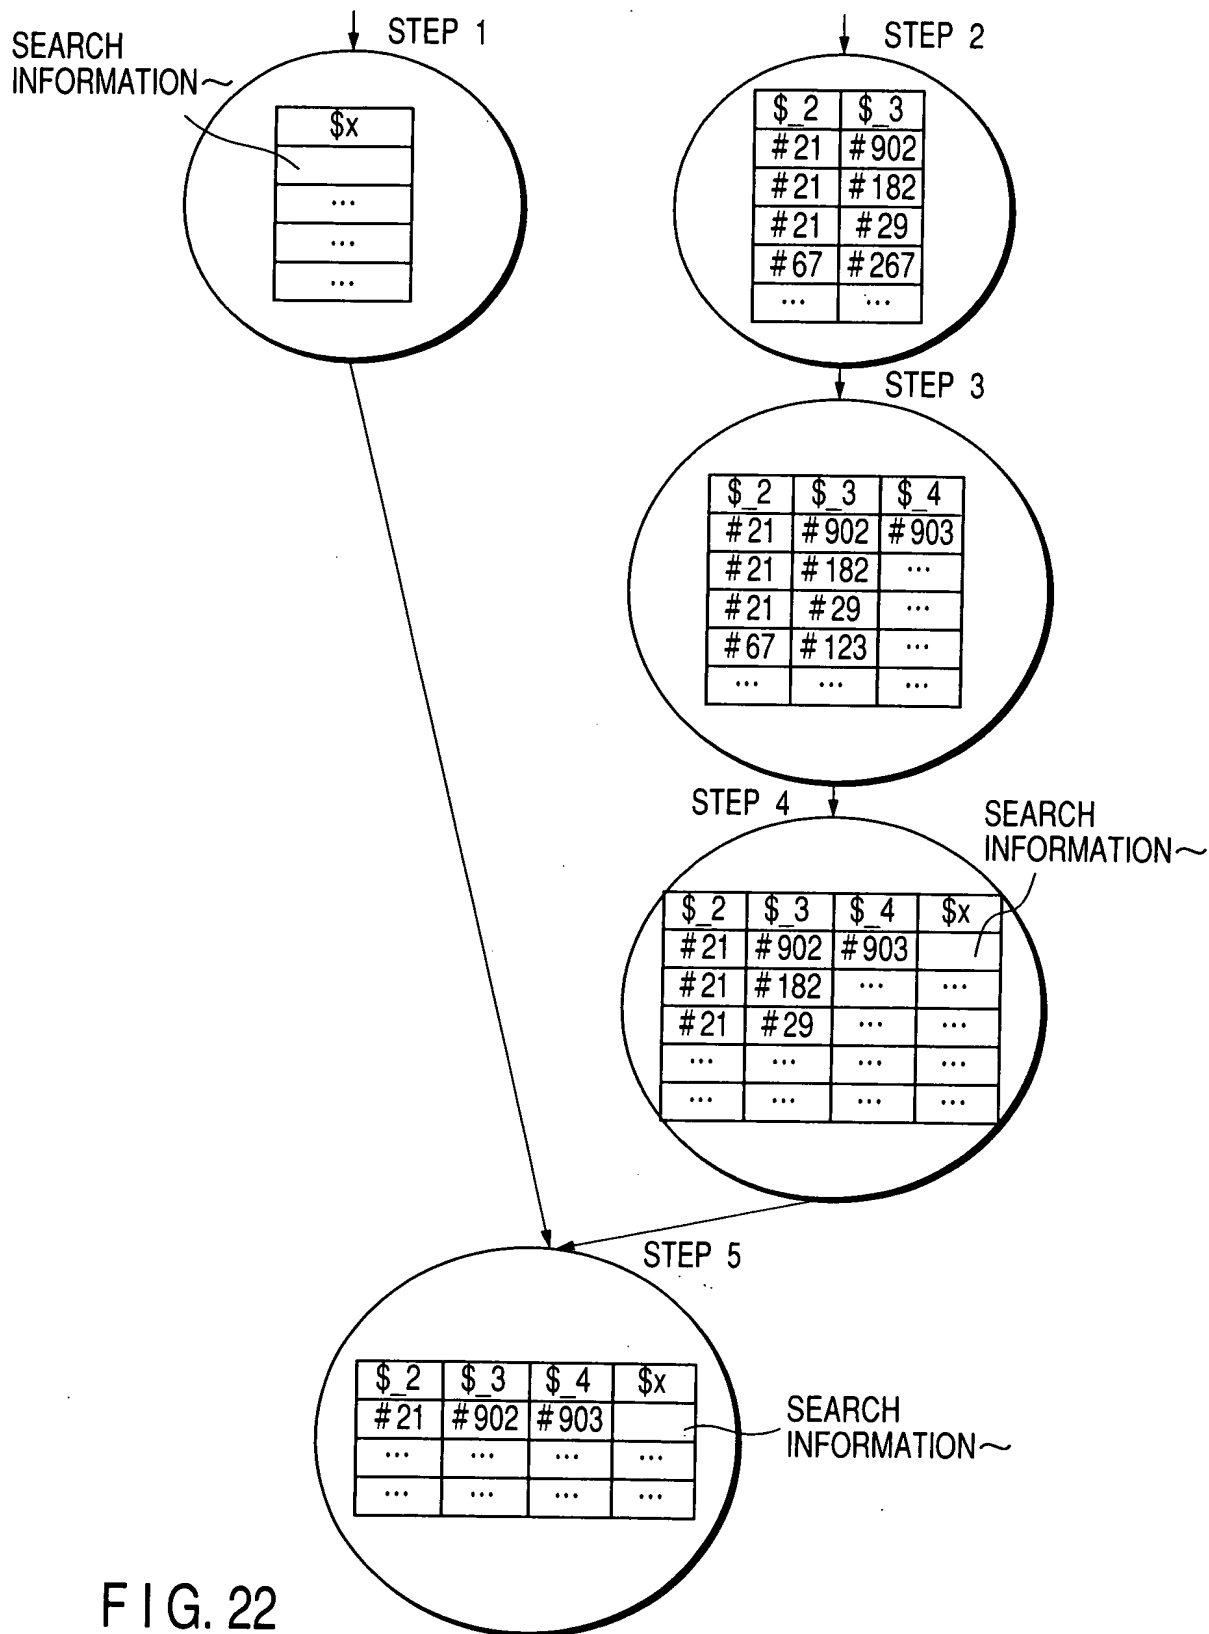 STEP 1
SEARCH
INFORMATION~
$x
...
...
...
STEP 2
$_2 $_3
#21 #902
#21 #182
#21 #29
#67 #267
... ...
STEP 3
$_2 $_3 $_4
#21 #902 #903
#21 #182 ...
#21 #29 ...
#67 #123 ...
... ... ...
STEP 4
SEARCH
INFORMATION~
$_2 $_3 $_4 $x
#21 #902 #903
#21 #182 ... ...
#21 #29 ... ...
... ... ... ...
... ... ... ...
STEP 5
$_2 $_3 $_4 $x
#21 #902 #903
... ... ... ...
... ... ... ...
SEARCH
INFORMATION~
FIG. 22